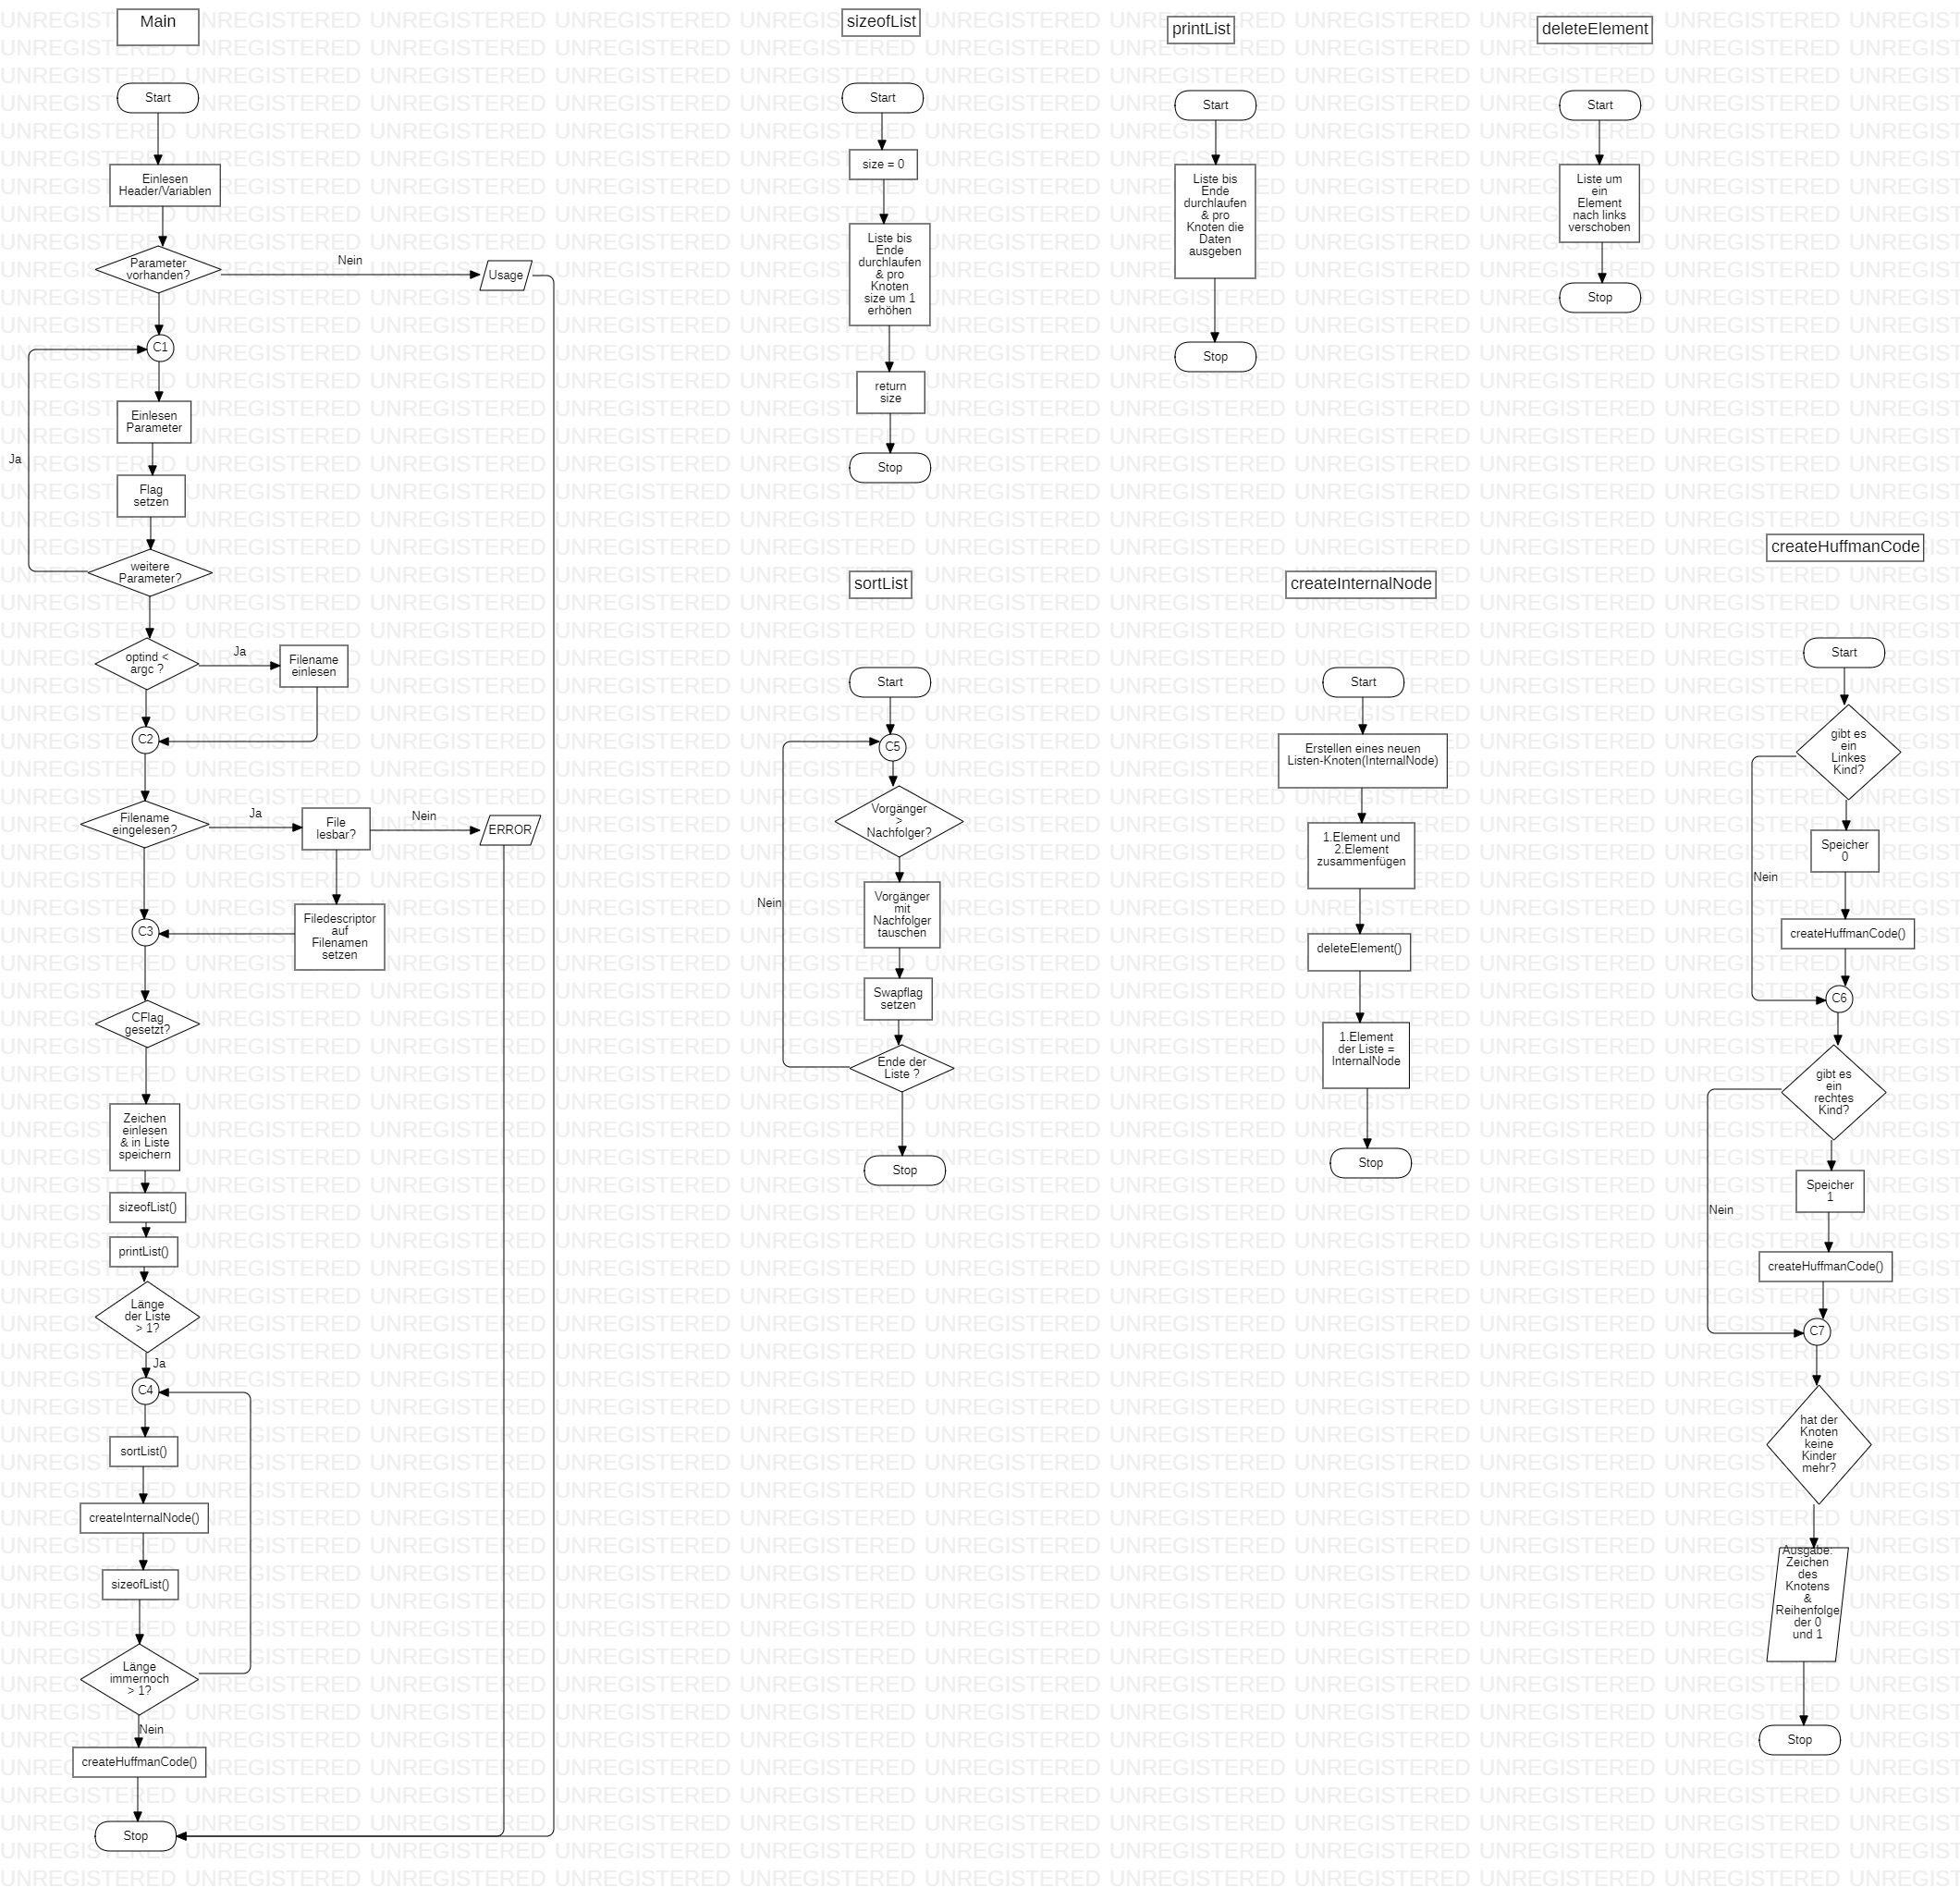 Main
Start
Einlesen
Header/Variablen
Parameter
vorhanden?
Nein
Usage
C1
Einlesen
Parameter
Ja
Flag
setzen
weitere
Parameter?
optind <
argc ?
Ja
Filename
einlesen
C2
Filename
eingelesen?
Ja
File
lesbar?
Nein
ERROR
Filedescriptor
auf
Filenamen
setzen
C3
CFlag
gesetzt?
Zeichen
einlesen
& in Liste
speichern
sizeofList()
printList()
Länge
der Liste
> 1?
Ja
C4
sortList()
createInternalNode()
sizeofList()
Länge
immernoch
> 1?
Nein
createHuffmanCode()
Stop
sizeofList
Start
size = 0
Liste bis
Ende
durchlaufen
& pro
Knoten
size um 1
erhöhen
return
size
Stop
printList
Start
Liste bis
Ende
durchlaufen
& pro
Knoten die
Daten
ausgeben
Stop
deleteElement
Start
Liste um
ein
Element
nach links
verschoben
Stop
sortList
Start
C5
Vorgänger
>
Nachfolger?
Vorgänger
mit
Nachfolger
tauschen
Nein
Swapflag
setzen
Ende der
Liste ?
Stop
createInternalNode
Start
Erstellen eines neuen
Listen-Knoten(InternalNode)
1.Element und
2.Element
zusammenfügen
deleteElement()
1.Element
der Liste =
InternalNode
Stop
createHuffmanCode
Start
gibt es
ein
Linkes
Kind?
Speicher
0
Nein
createHuffmanCode()
C6
gibt es
ein
rechtes
Kind?
Speicher
1
Nein
createHuffmanCode()
C7
hat der
Knoten
keine
Kinder
mehr?
Ausgabe:
Zeichen
des
Knotens
&
Reihenfolge
der 0
und 1
Stop